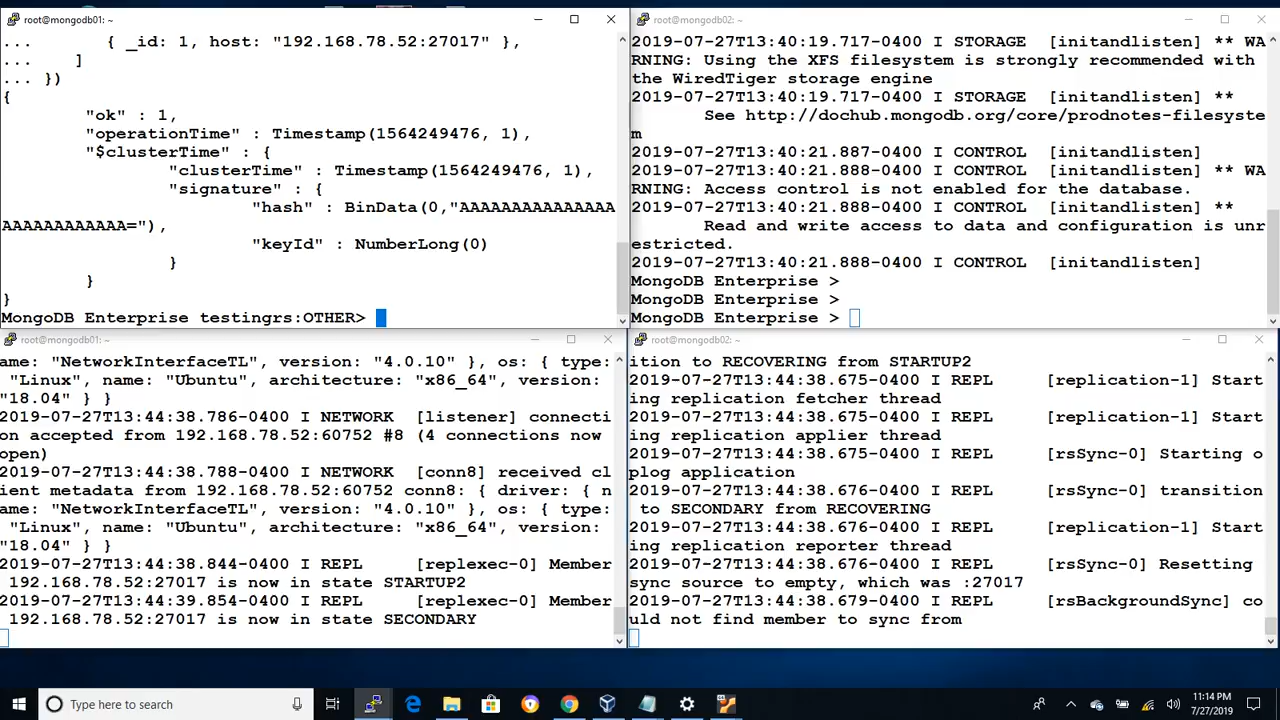 root@mongodb01: ~
...       { _id: 1, host: "192.168.78.52:27017" },
...    ]
... })
{
        "ok" : 1,
        "operationTime" : Timestamp(1564249476, 1),
        "$clusterTime" : {
                "clusterTime" : Timestamp(1564249476, 1),
                "signature" : {
                        "hash" : BinData(0,"AAAAAAAAAAAAAAA
AAAAAAAAAAAA="),
                        "keyId" : NumberLong(0)
                }
        }
}
MongoDB Enterprise testingrs:OTHER>
root@mongodb02: ~
2019-07-27T13:40:19.717-0400 I STORAGE  [initandlisten] ** WA
RNING: Using the XFS filesystem is strongly recommended with
the WiredTiger storage engine
2019-07-27T13:40:19.717-0400 I STORAGE  [initandlisten] **
       See http://dochub.mongodb.org/core/prodnotes-filesyste
m
2019-07-27T13:40:21.887-0400 I CONTROL  [initandlisten]
2019-07-27T13:40:21.888-0400 I CONTROL  [initandlisten] ** WA
RNING: Access control is not enabled for the database.
2019-07-27T13:40:21.888-0400 I CONTROL  [initandlisten] **
       Read and write access to data and configuration is unr
estricted.
2019-07-27T13:40:21.888-0400 I CONTROL  [initandlisten]
MongoDB Enterprise >
MongoDB Enterprise >
MongoDB Enterprise >
root@mongodb01: ~
ame: "NetworkInterfaceTL", version: "4.0.10" }, os: { type:
"Linux", name: "Ubuntu", architecture: "x86_64", version:
"18.04" } }
2019-07-27T13:44:38.786-0400 I NETWORK  [listener] connecti
on accepted from 192.168.78.52:60752 #8 (4 connections now
open)
2019-07-27T13:44:38.788-0400 I NETWORK  [conn8] received cl
ient metadata from 192.168.78.52:60752 conn8: { driver: { n
ame: "NetworkInterfaceTL", version: "4.0.10" }, os: { type:
"Linux", name: "Ubuntu", architecture: "x86_64", version:
"18.04" } }
2019-07-27T13:44:38.844-0400 I REPL     [replexec-0] Member
192.168.78.52:27017 is now in state STARTUP2
2019-07-27T13:44:39.854-0400 I REPL     [replexec-0] Member
192.168.78.52:27017 is now in state SECONDARY
root@mongodb02: ~
ition to RECOVERING from STARTUP2
2019-07-27T13:44:38.675-0400 I REPL     [replication-1] Start
ing replication fetcher thread
2019-07-27T13:44:38.675-0400 I REPL     [replication-1] Start
ing replication applier thread
2019-07-27T13:44:38.675-0400 I REPL     [rsSync-0] Starting o
plog application
2019-07-27T13:44:38.676-0400 I REPL     [rsSync-0] transition
to SECONDARY from RECOVERING
2019-07-27T13:44:38.676-0400 I REPL     [replication-1] Start
ing replication reporter thread
2019-07-27T13:44:38.676-0400 I REPL     [rsSync-0] Resetting
sync source to empty, which was :27017
2019-07-27T13:44:38.679-0400 I REPL     [rsBackgroundSync] co
uld not find member to sync from
Type here to search
11:14 PM
7/27/2019